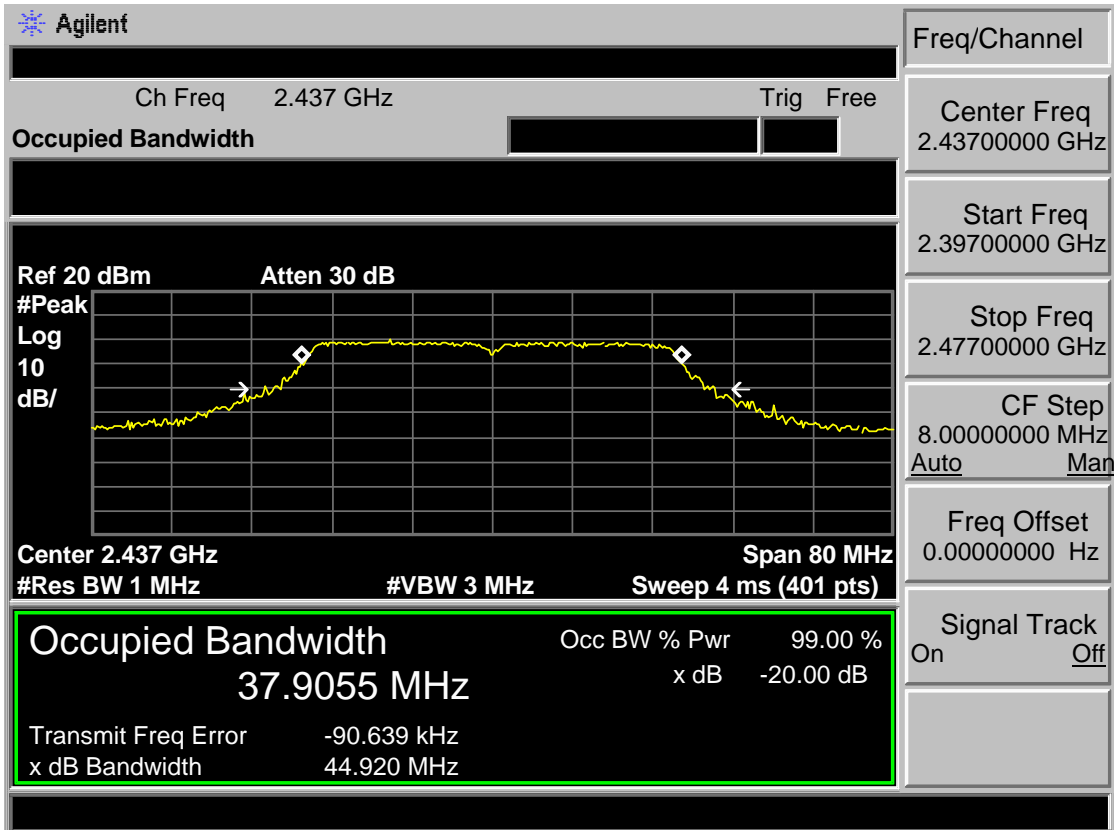 Agilent
Freq/Channel
Ch Freq 2.437 GHz Trig Free
Occupied Bandwidth
Center Freq
2.43700000 GHz
Start Freq
2.39700000 GHz
Stop Freq
2.47700000 GHz
CF Step
8.00000000 MHz
Auto Man
Freq Offset
0.00000000 Hz
Signal Track
On Off
Ref 20 dBm Atten 30 dB
#Peak
Log
10
dB/
Center 2.437 GHz Span 80 MHz
#Res BW 1 MHz #VBW 3 MHz Sweep 4 ms (401 pts)
Occupied Bandwidth
37.9055 MHz
Occ BW % Pwr 99.00 %
x dB -20.00 dB
Transmit Freq Error -90.639 kHz
x dB Bandwidth 44.920 MHz